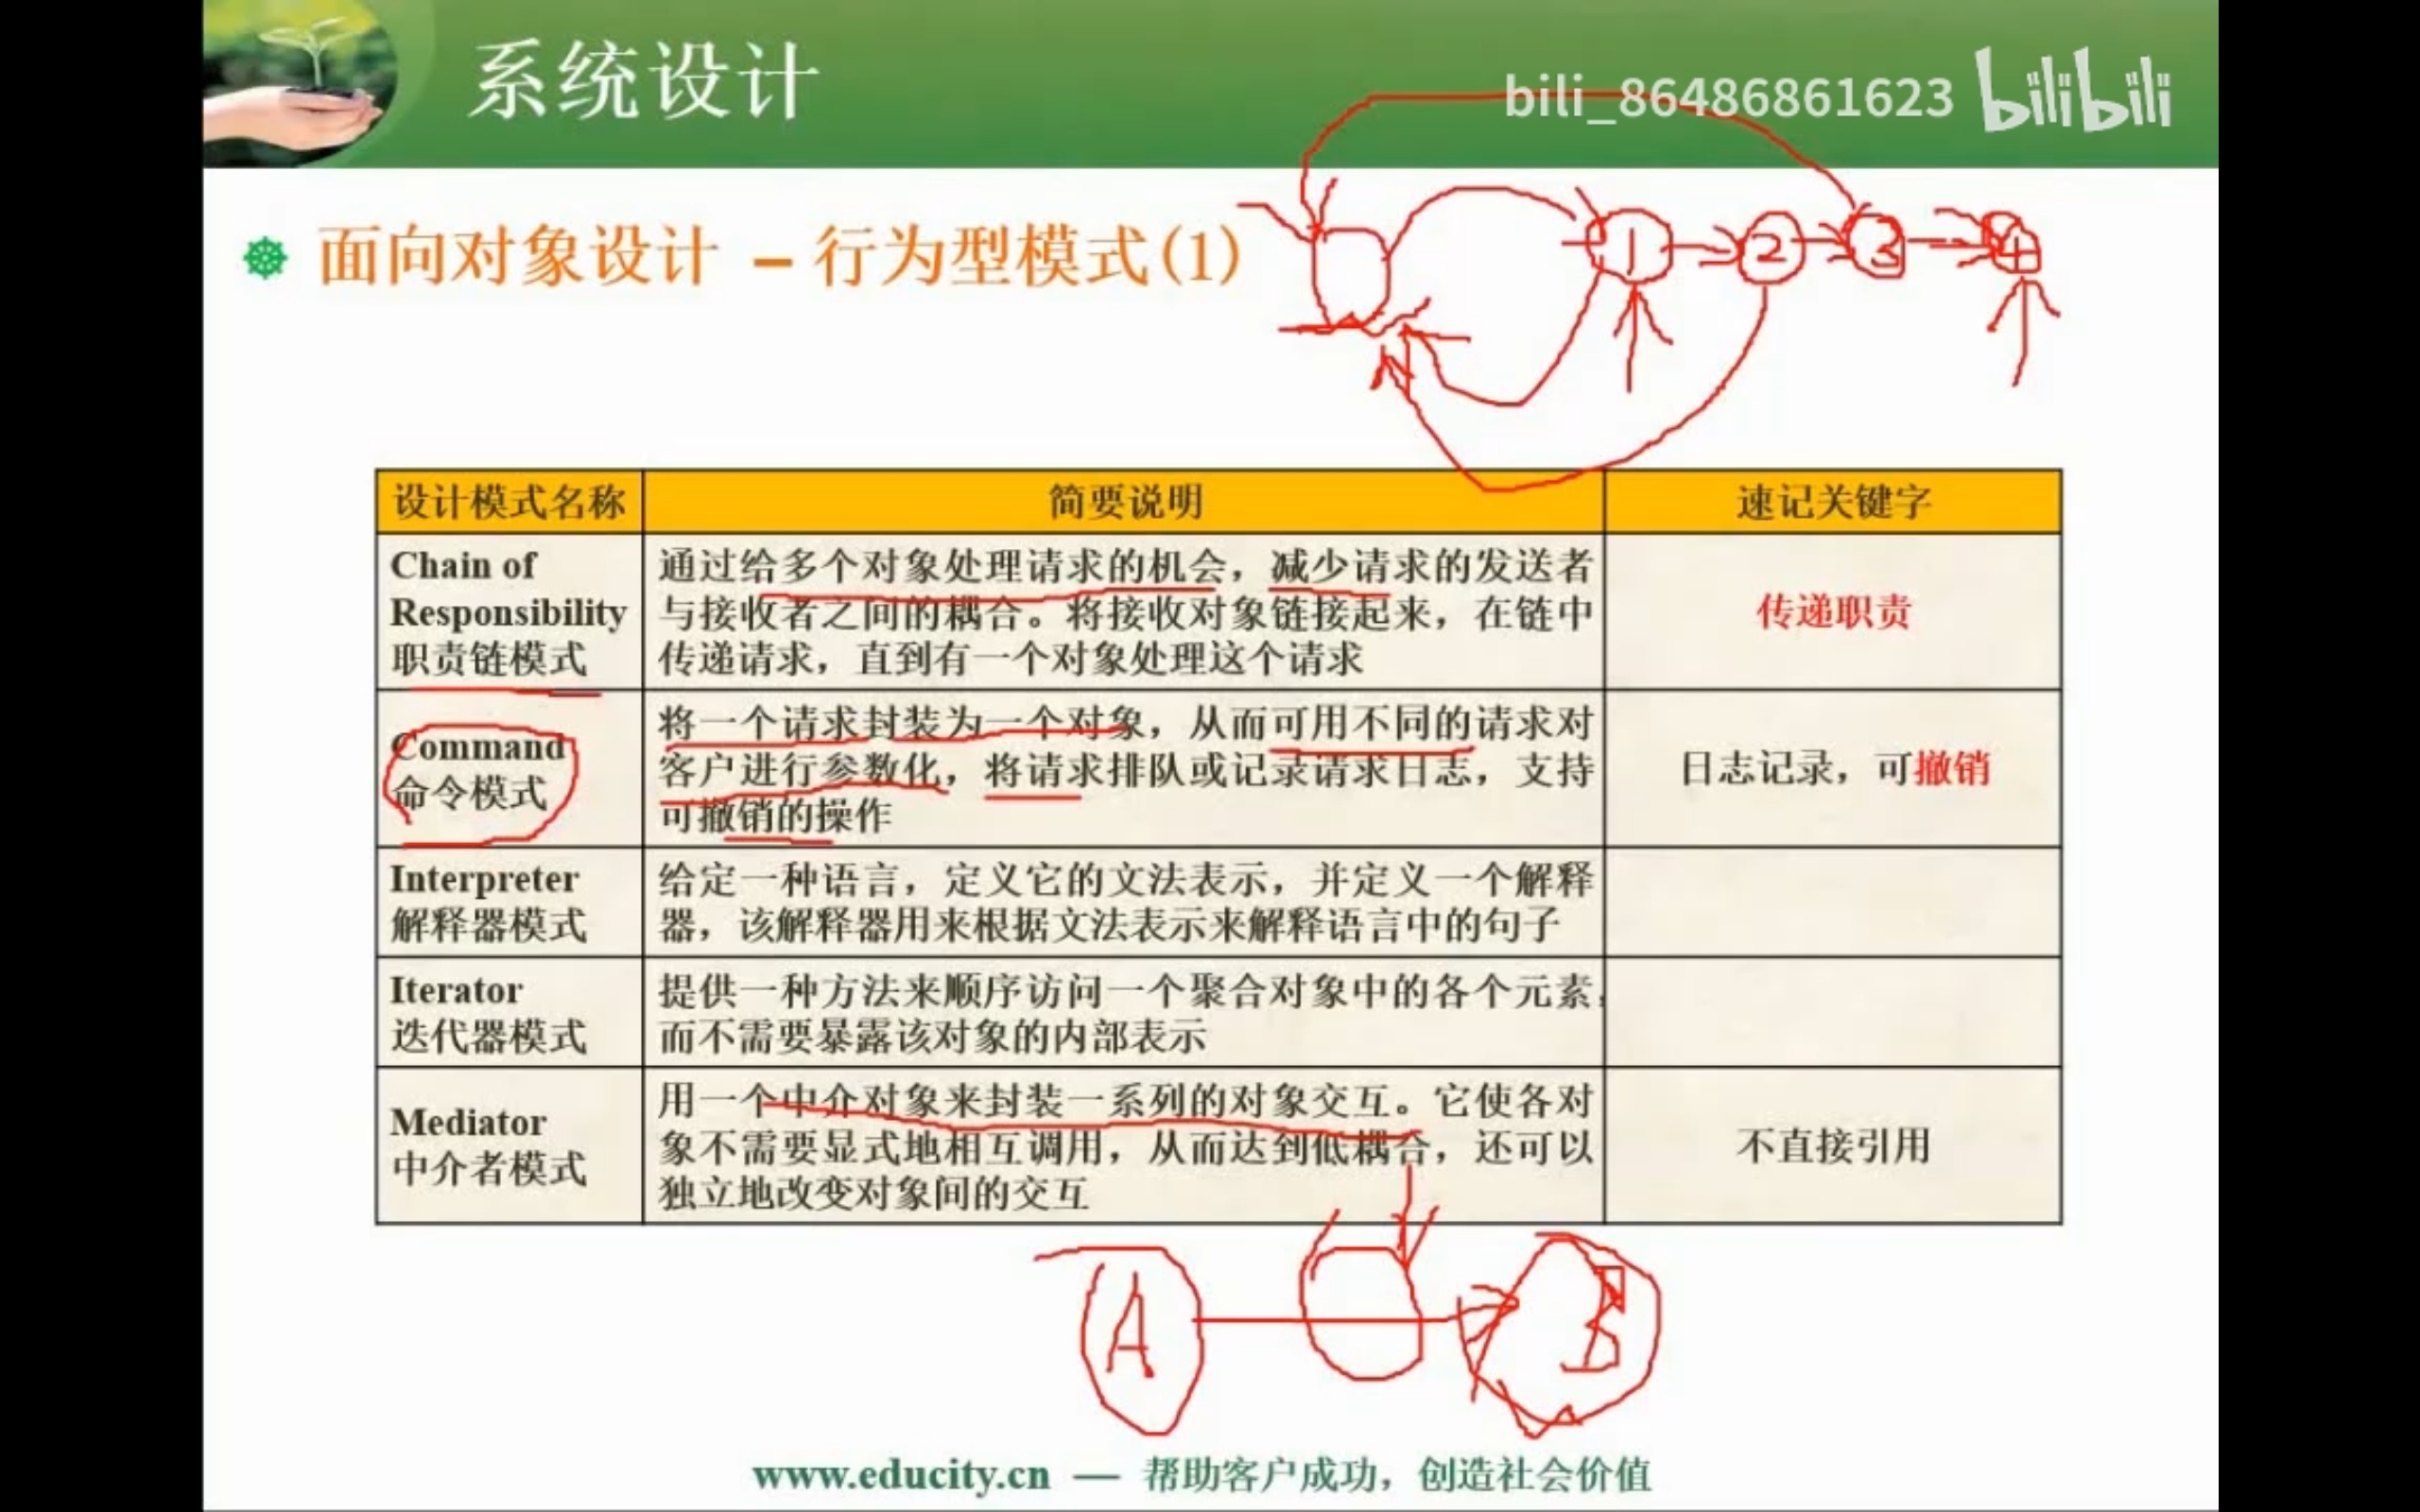 系统设计
bili_86486861623 bilibili
面向对象设计 – 行为型模式(1)
1 2 3 4
设计模式名称 简要说明 速记关键字
Chain of
Responsibility
职责链模式
通过给多个对象处理请求的机会，减少请求的发送者
与接收者之间的耦合。将接收对象链接起来，在链中
传递请求，直到有一个对象处理这个请求
传递职责
Command
命令模式
将一个请求封装为一个对象，从而可用不同的请求对
客户进行参数化，将请求排队或记录请求日志，支持
可撤销的操作
日志记录，可撤销
Interpreter
解释器模式
给定一种语言，定义它的文法表示，并定义一个解释
器，该解释器用来根据文法表示来解释语言中的句子
Iterator
迭代器模式
提供一种方法来顺序访问一个聚合对象中的各个元素，
而不需要暴露该对象的内部表示
Mediator
中介者模式
用一个中介对象来封装一系列的对象交互。它使各对
象不需要显式地相互调用，从而达到低耦合，还可以
独立地改变对象间的交互
不直接引用
A B
www.educity.cn — 帮助客户成功，创造社会价值